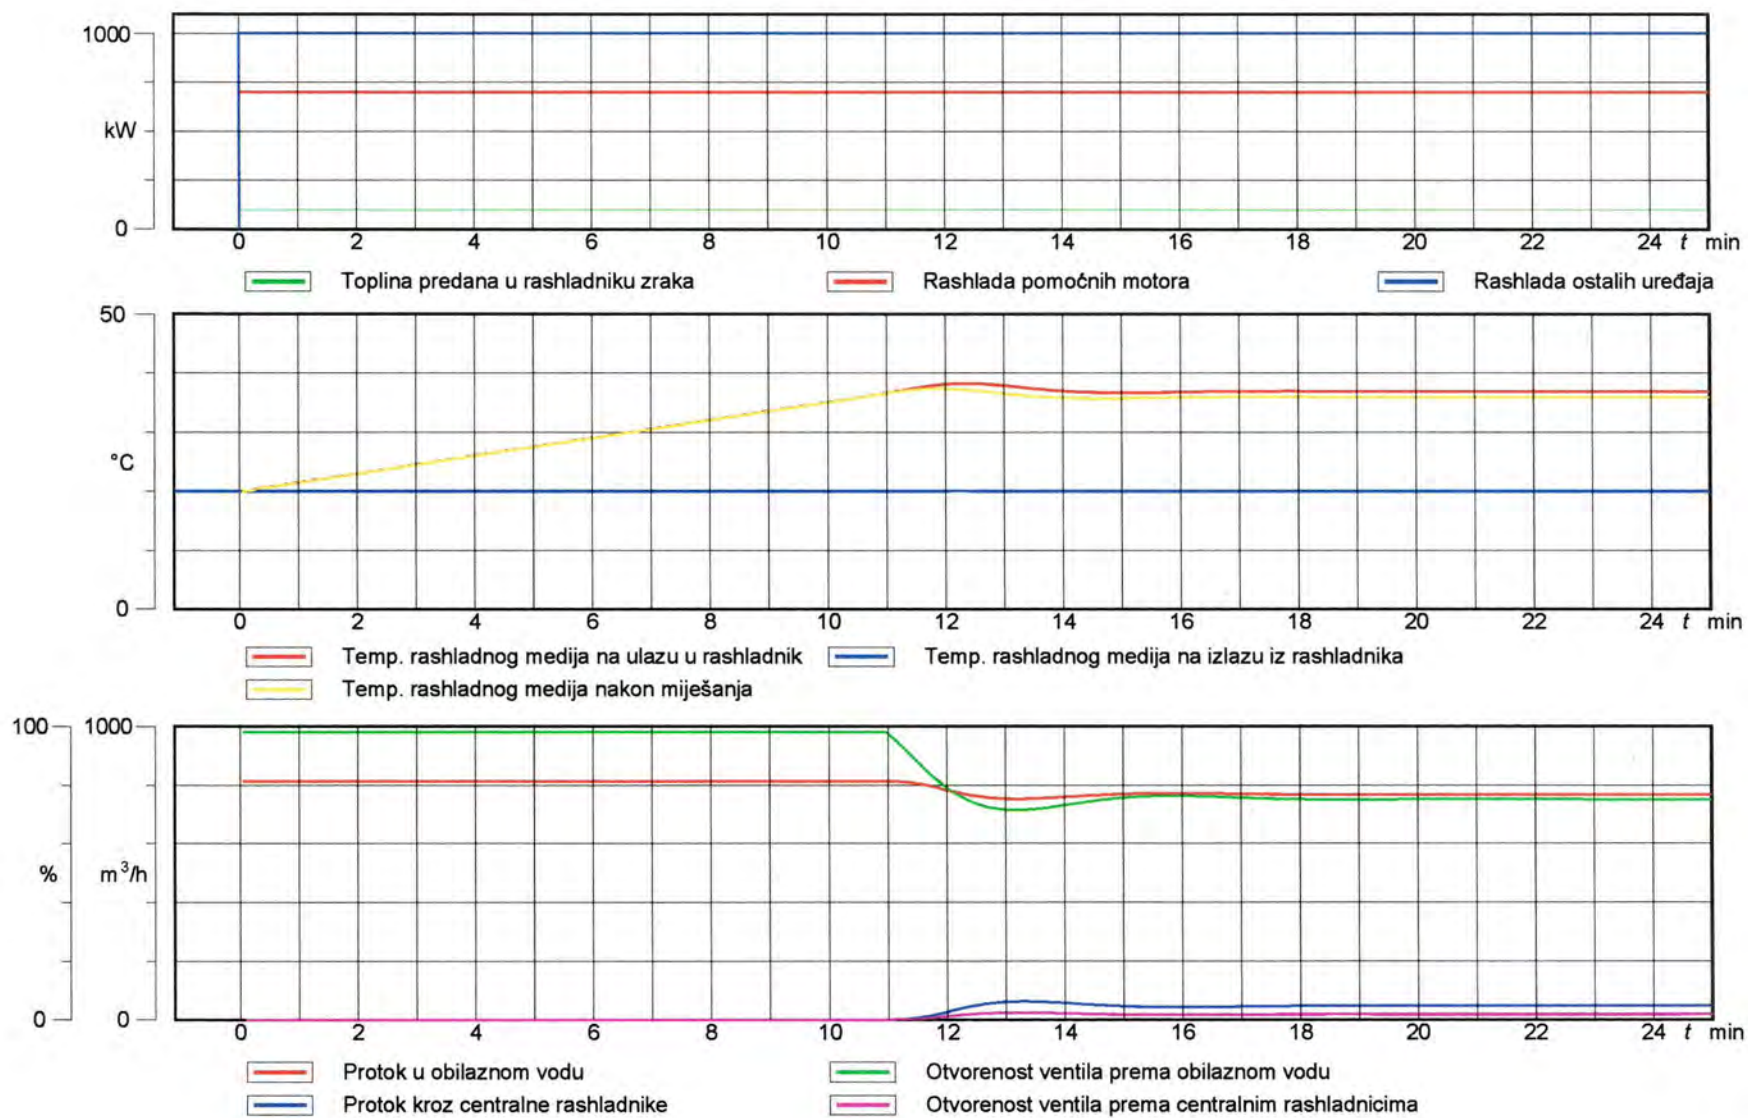 1000
kW
0
0 2 4 6 8 10 12 14 16 18 20 22 24 t min
Toplina predana u rashladniku zraka Rashlada pomoćnih motora Rashlada ostalih uređaja
50
°C
0
0 2 4 6 8 10 12 14 16 18 20 22 24 t min
Temp. rashladnog medija na ulazu u rashladnik Temp. rashladnog medija na izlazu iz rashladnika
Temp. rashladnog medija nakon miješanja
100 1000
% m³/h
0 0
0 2 4 6 8 10 12 14 16 18 20 22 24 t min
Protok u obilaznom vodu Otvorenost ventila prema obilaznom vodu
Protok kroz centralne rashladnike Otvorenost ventila prema centralnim rashladnicima